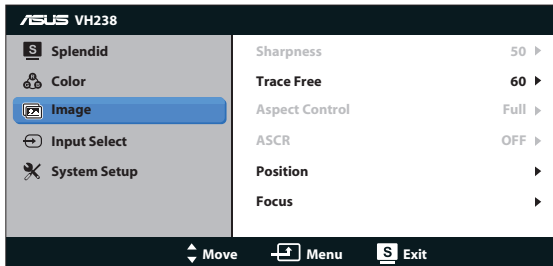 ASUS VH238
S Splendid
Color
Image
Input Select
System Setup
Sharpness 50
Trace Free 60
Aspect Control Full
ASCR OFF
Position
Focus
Move Menu S Exit